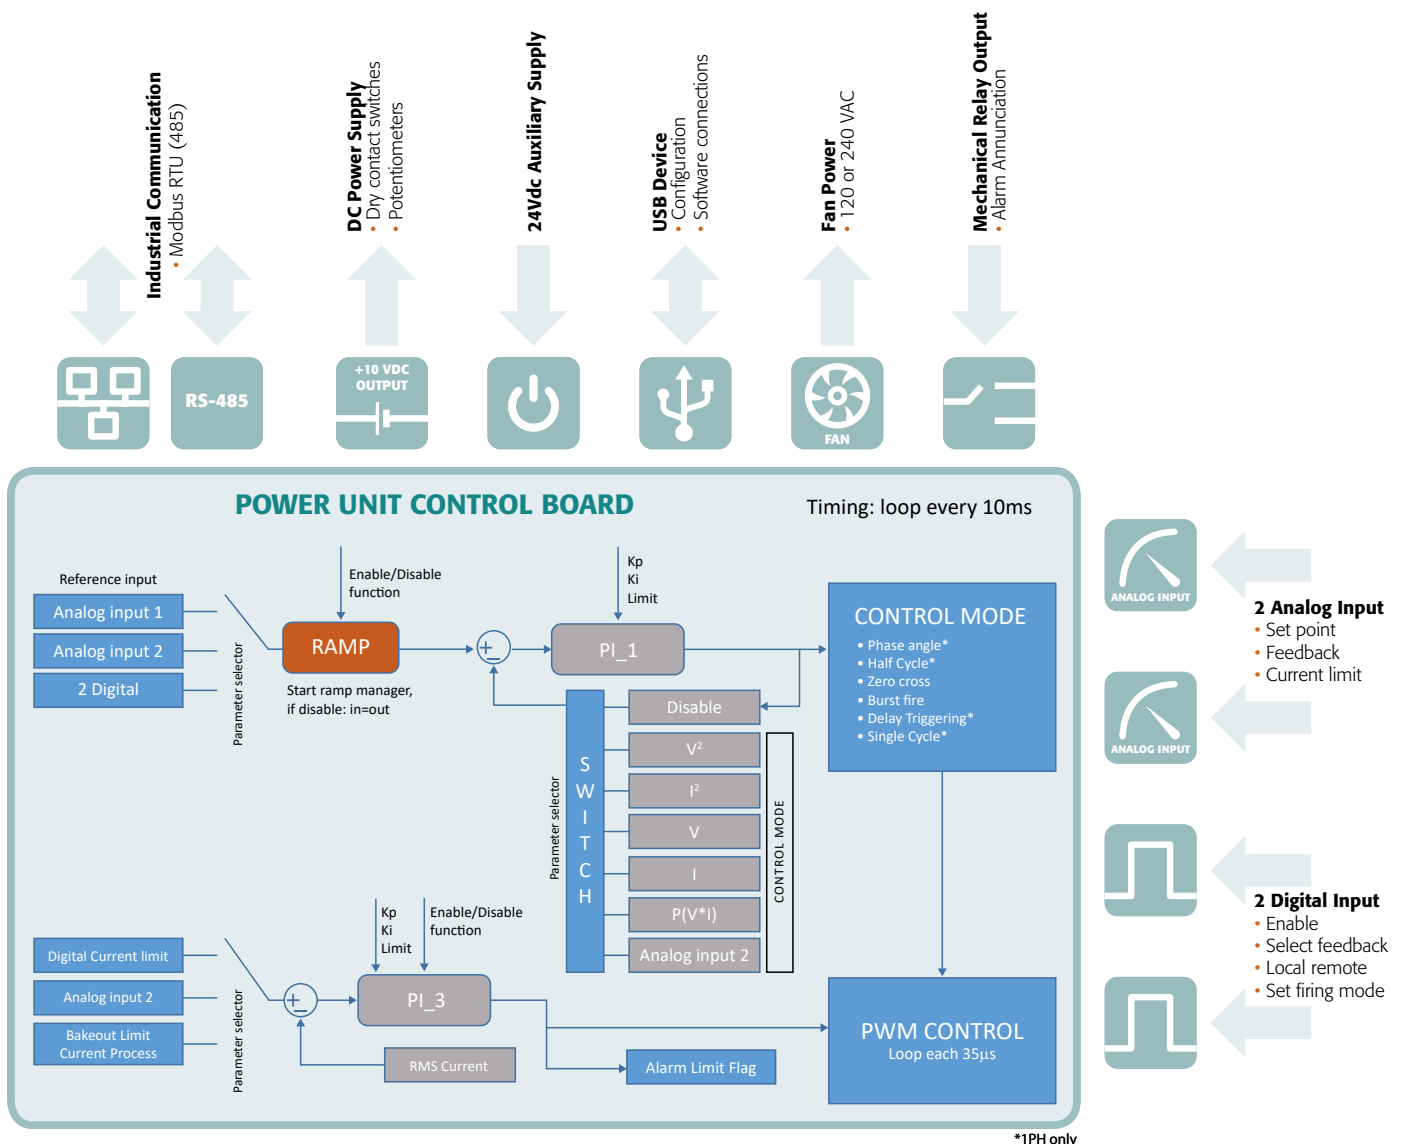 Industrial Communication
• Modbus RTU (485)
DC Power Supply
• Dry contact switches
• Potentiometers
24Vdc Auxiliary Supply
USB Device
• Configuration
• Software connections
Fan Power
• 120 or 240 VAC
Mechanical Relay Output
• Alarm Annunciation
RS-485
+10 VDC
OUTPUT
FAN
POWER UNIT CONTROL BOARD
Timing: loop every 10ms
Reference input
Analog input 1
Analog input 2
2 Digital
Parameter selector
Enable/Disable
function
RAMP
Start ramp manager,
if disable: in=out
+
−
Kp
Ki
Limit
PI_1
CONTROL MODE
• Phase angle*
• Half Cycle*
• Zero cross
• Burst fire
• Delay Triggering*
• Single Cycle*
Parameter selector
SWITCH
Disable
V²
I²
V
I
P(V*I)
Analog input 2
CONTROL MODE
Digital Current limit
Analog input 2
Bakeout Limit
Current Process
Parameter selector
+
−
Kp
Ki
Limit
Enable/Disable
function
PI_3
RMS Current
Alarm Limit Flag
PWM CONTROL
Loop each 35µs
ANALOG INPUT
ANALOG INPUT
2 Analog Input
• Set point
• Feedback
• Current limit
2 Digital Input
• Enable
• Select feedback
• Local remote
• Set firing mode
*1PH only